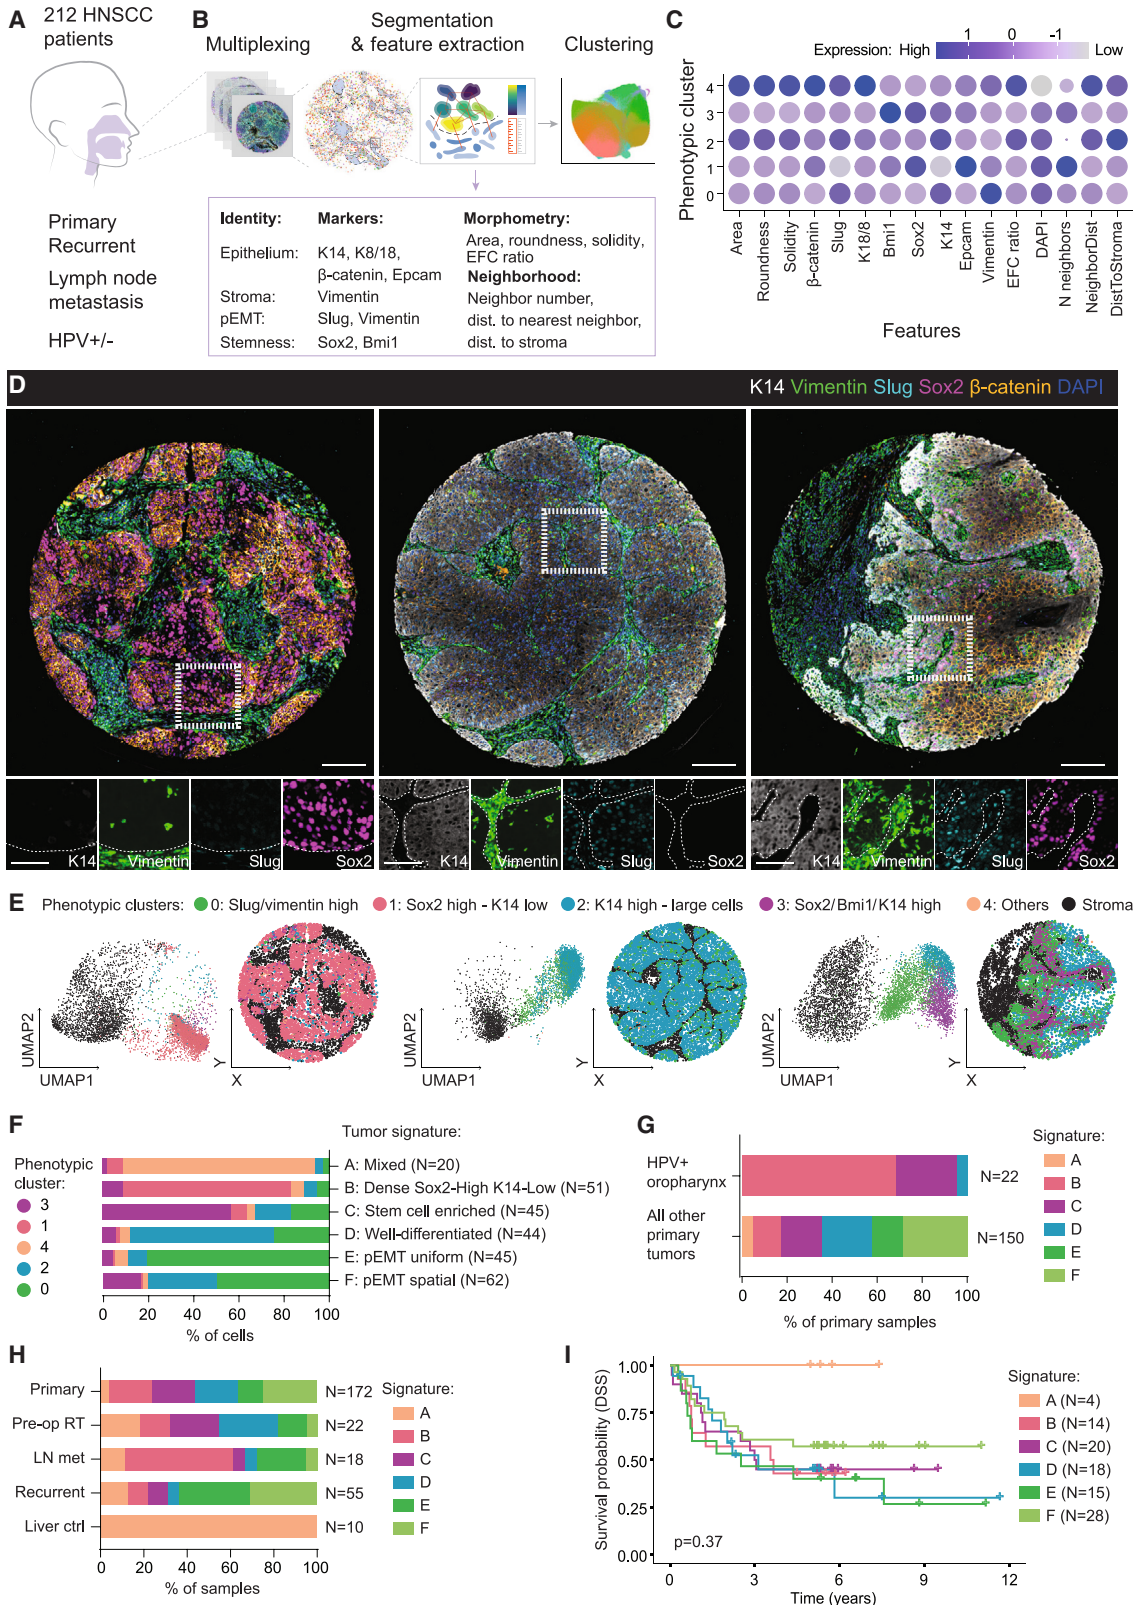 A
212 HNSCC
patients
Primary
Recurrent
Lymph node
metastasis
HPV+/-
B
Multiplexing
Segmentation
& feature extraction
Clustering
Identity: Markers: Morphometry:
Epithelium: K14, K8/18, Area, roundness, solidity,
β-catenin, Epcam EFC ratio
Neighborhood:
Stroma: Vimentin Neighbor number,
pEMT: Slug, Vimentin dist. to nearest neighbor,
Stemness: Sox2, Bmi1 dist. to stroma
C
1 0 -1
Expression: High Low
Phenotypic cluster
4
3
2
1
0
Area
Roundness
Solidity
β-catenin
Slug
K18/8
Bmi1
Sox2
K14
Epcam
Vimentin
EFC ratio
DAPI
N neighbors
NeighborDist
DistToStroma
Features
D
K14 Vimentin Slug Sox2 β-catenin DAPI
K14 Vimentin Slug Sox2 K14 Vimentin Slug Sox2 K14 Vimentin Slug Sox2
E
Phenotypic clusters: 0: Slug/vimentin high 1: Sox2 high - K14 low 2: K14 high - large cells 3: Sox2/Bmi1/K14 high 4: Others Stroma
UMAP2 Y UMAP2 Y UMAP2 Y
UMAP1 X UMAP1 X UMAP1 X
F
Tumor signature:
Phenotypic
cluster:
3
1
4
2
0
A: Mixed (N=20)
B: Dense Sox2-High K14-Low (N=51)
C: Stem cell enriched (N=45)
D: Well-differentiated (N=44)
E: pEMT uniform (N=45)
F: pEMT spatial (N=62)
0 20 40 60 80 100
% of cells
G
HPV+
oropharynx
N=22
All other
primary
tumors
N=150
0 20 40 60 80 100
% of primary samples
Signature:
A
B
C
D
E
F
H
Primary N=172
Pre-op RT N=22
LN met N=18
Recurrent N=55
Liver ctrl N=10
0 20 40 60 80 100
% of samples
Signature:
A
B
C
D
E
F
I
Survival probability (DSS)
1.00
0.75
0.50
0.25
0.00
p=0.37
0 3 6 9 12
Time (years)
Signature:
A (N=4)
B (N=14)
C (N=20)
D (N=18)
E (N=15)
F (N=28)